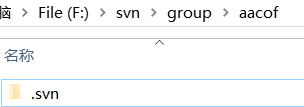 脑 > File (F:) > svn > group > aacof
名称
.svn